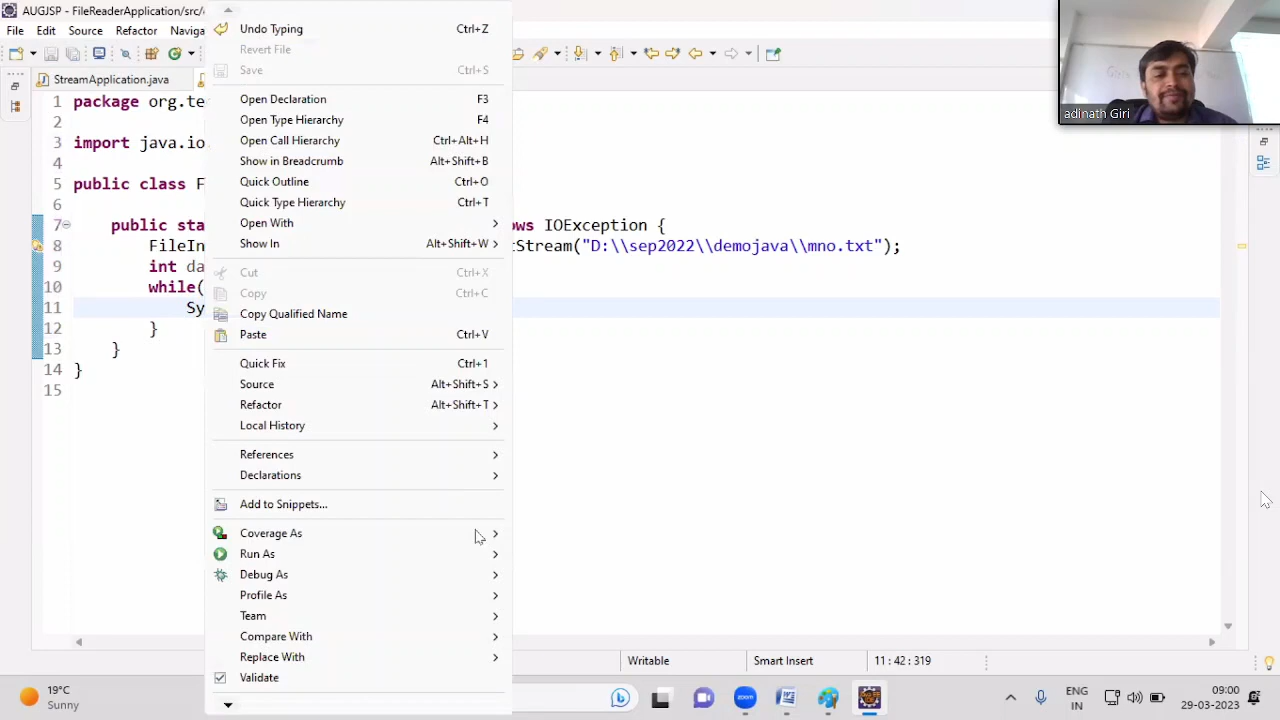 AUGJSP - FileReaderApplication/src/
File Edit Source Refactor Naviga
StreamApplication.java
1 package org.te
2
3 import java.io
4
5 public class F
6
7 public sta ows IOException {
8 FileIn tStream("D:\\sep2022\\demojava\\mno.txt");
9 int da
10 while(
11 Sy
12 }
13 }
14 }
15
Undo Typing Ctrl+Z
Revert File
Save Ctrl+S
Open Declaration F3
Open Type Hierarchy F4
Open Call Hierarchy Ctrl+Alt+H
Show in Breadcrumb Alt+Shift+B
Quick Outline Ctrl+O
Quick Type Hierarchy Ctrl+T
Open With
Show In Alt+Shift+W
Cut Ctrl+X
Copy Ctrl+C
Copy Qualified Name
Paste Ctrl+V
Quick Fix Ctrl+1
Source Alt+Shift+S
Refactor Alt+Shift+T
Local History
References
Declarations
Add to Snippets...
Coverage As
Run As
Debug As
Profile As
Team
Compare With
Replace With
Validate
adinath Giri
Writable Smart Insert 11 : 42 : 319
19°C
Sunny
ENG
IN
09:00
29-03-2023